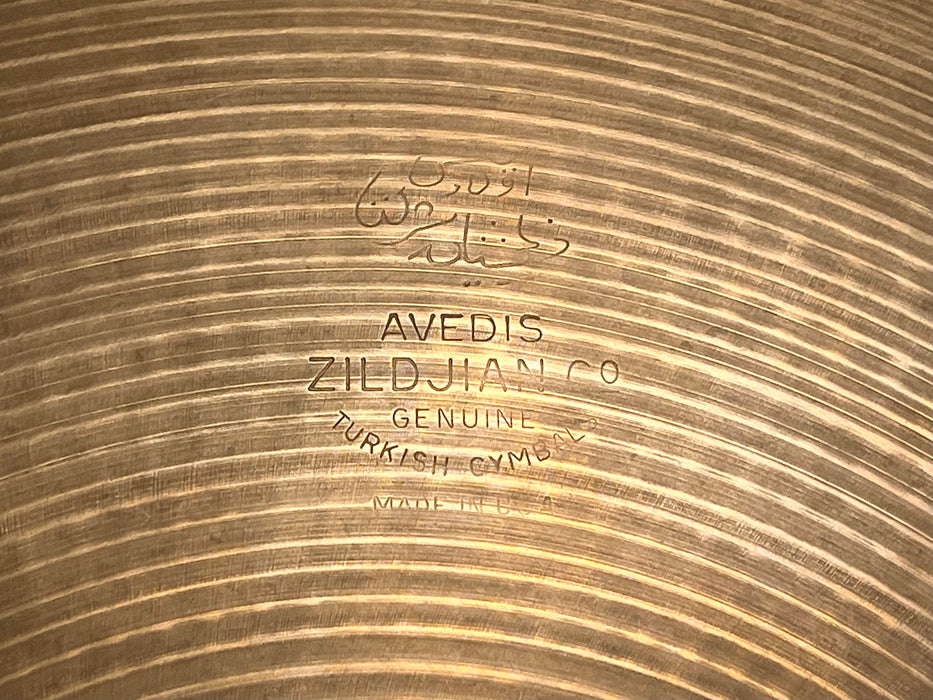 AVEDIS
ZILDJIAN CO
GENUINE
TURKISH CYMBALS
MADE IN U.S.A